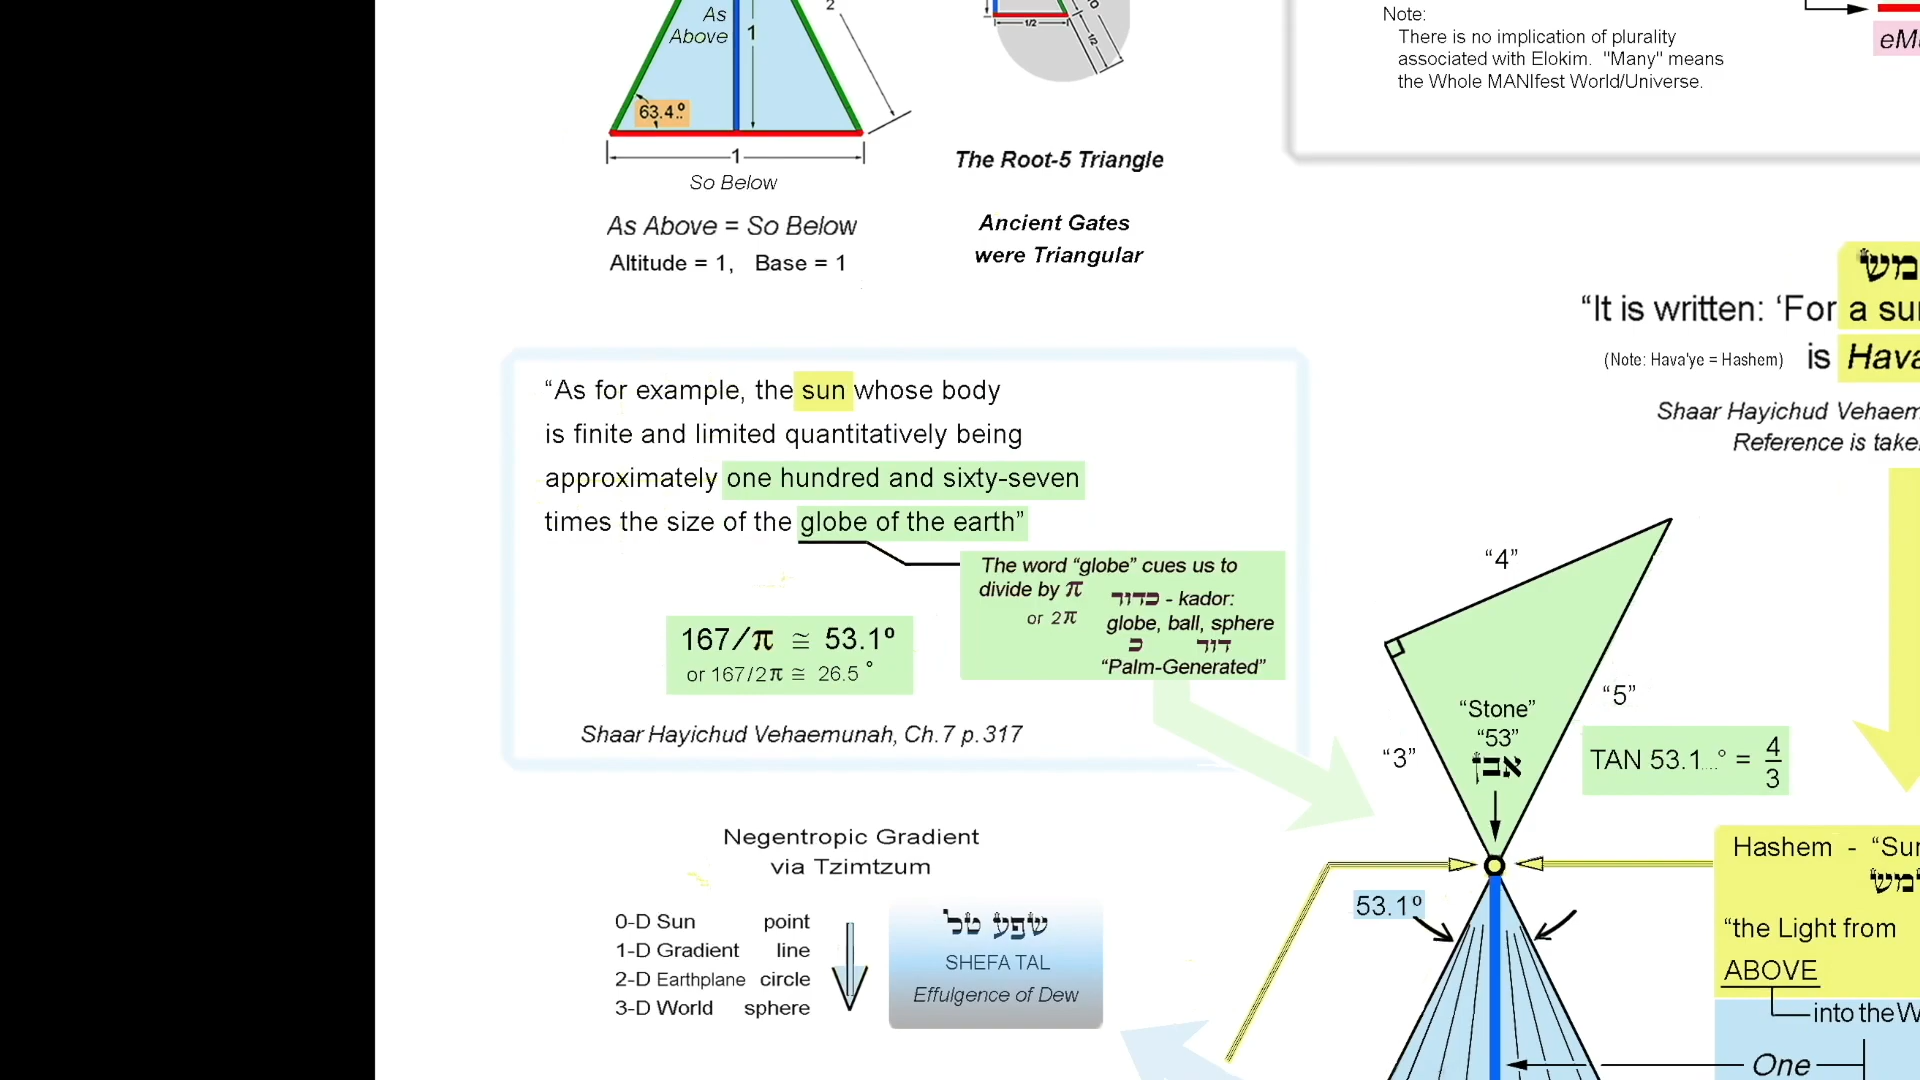 As
Above
1
2
63.4..º
1
So Below
As Above = So Below
Altitude = 1, Base = 1
1/2
1/2
The Root-5 Triangle
Ancient Gates
were Triangular
Note:
There is no implication of plurality
associated with Elokim. "Many" means
the Whole MANIfest World/Universe.
“It is written: ‘For a
(Note: Hava'ye = Hashem) is
Shaar Hayichud
Reference is
“As for example, the sun whose body
is finite and limited quantitatively being
approximately one hundred and sixty-seven
times the size of the globe of the earth”
The word “globe” cues us to
divide by π
or 2π
כדור - kador:
globe, ball, sphere
כ דור
“Palm-Generated”
167/π ≅ 53.1º
or 167/2π ≅ 26.5 °
Shaar Hayichud Vehaemunah, Ch.7 p.317
“4”
“5”
“3”
“Stone”
“53”
אבן
TAN 53.1...° = 4/3
Negentropic Gradient
via Tzimtzum
0-D Sun point
1-D Gradient line
2-D Earthplane circle
3-D World sphere
שפע טל
SHEFA TAL
Effulgence of Dew
53.1º
Hashem -
“the Light from
ABOVE
into the
One